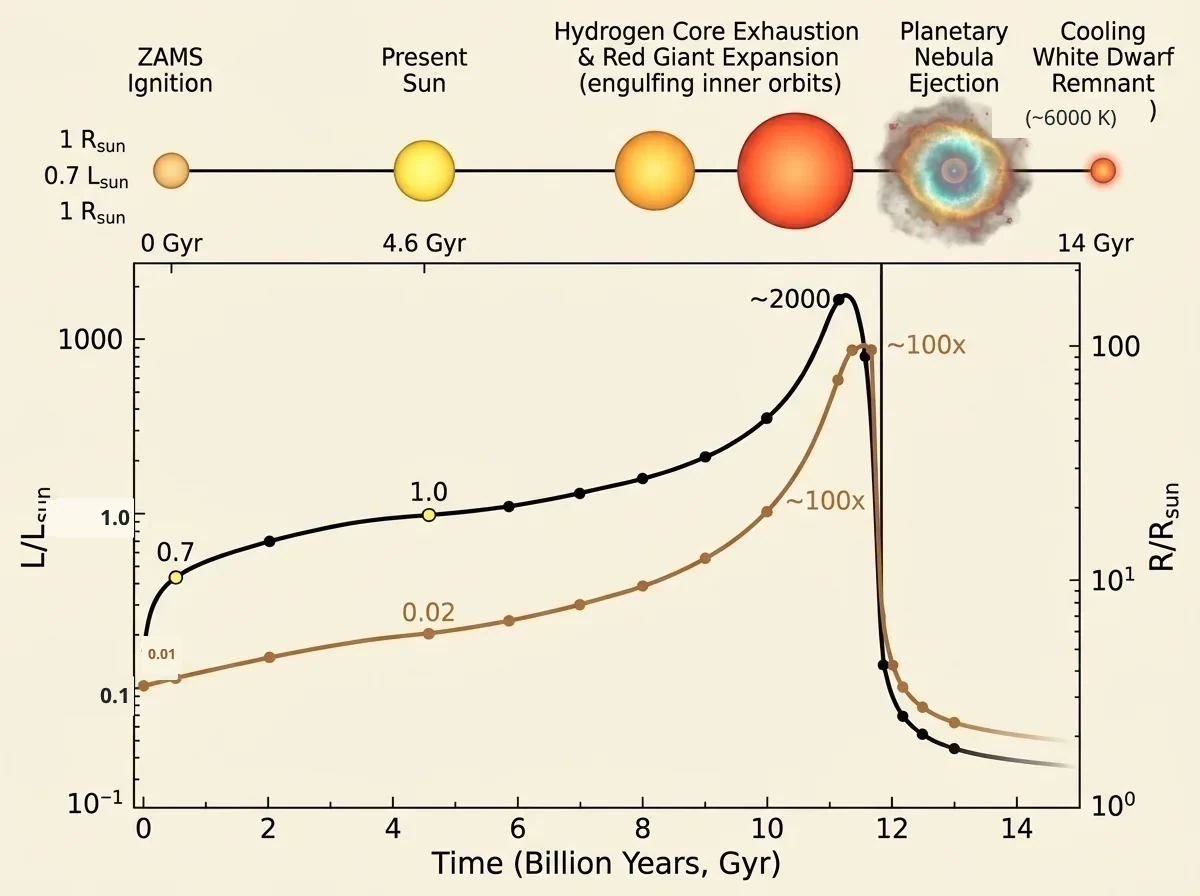 ZAMS
Ignition
Present
Sun
Hydrogen Core Exhaustion
& Red Giant Expansion
(engulfing inner orbits)
Planetary
Nebula
Ejection
Cooling
White Dwarf
Remnant
)
(~6000 K)
1 Rsun
0.7 Lsun
1 Rsun
0 Gyr
4.6 Gyr
14 Gyr
L/Lsun
1000
1.0
0.1
10⁻¹
~2000
~100x
1.0
0.7
~100x
0.02
0.01
100
10¹
10⁰
R/Rsun
0
2
4
6
8
10
12
14
Time (Billion Years, Gyr)